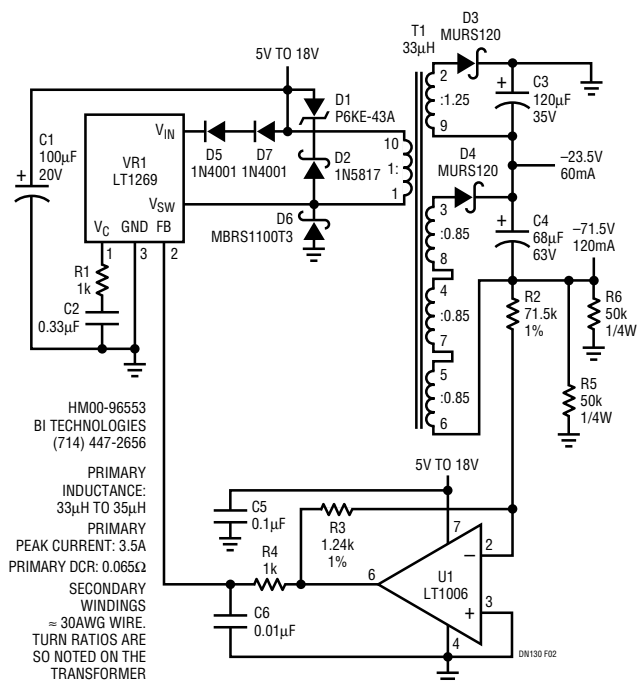 5V TO 18V
C1
100µF
20V
+
VR1
LT1269
VIN
VSW
VC GND FB
1 3 2
D5
1N4001
D7
1N4001
D1
P6KE-43A
D2
1N5817
D6
MBRS1100T3
R1
1k
C2
0.33µF
T1
33µH
10
1:
1
2
:1.25
9
3
:0.85
8
4
:0.85
7
5
:0.85
6
D3
MURS120
+
C3
120µF
35V
–23.5V
60mA
D4
MURS120
+
C4
68µF
63V
–71.5V
120mA
R2
71.5k
1%
R6
50k
1/4W
R5
50k
1/4W
HM00-96553
BI TECHNOLOGIES
(714) 447-2656
PRIMARY
INDUCTANCE:
33µH TO 35µH
PRIMARY
PEAK CURRENT: 3.5A
PRIMARY DCR: 0.065Ω
SECONDARY
WINDINGS
≈ 30AWG WIRE.
TURN RATIOS ARE
SO NOTED ON THE
TRANSFORMER
5V TO 18V
C5
0.1µF
R3
1.24k
1%
R4
1k
C6
0.01µF
6
7
U1
LT1006
–
2
+
3
4
DN130 F02